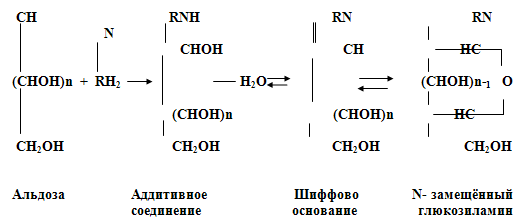 CH RNH RN RN
N
CHOH CH HC
(CHOH)n + RH₂ H₂O (CHOH)n-1 O
(CHOH)n (CHOH)n HC
CH₂OH CH₂OH CH₂OH CH₂OH
Альдоза Аддитивное Шиффово N- замещённый
соединение основание глюкозиламин